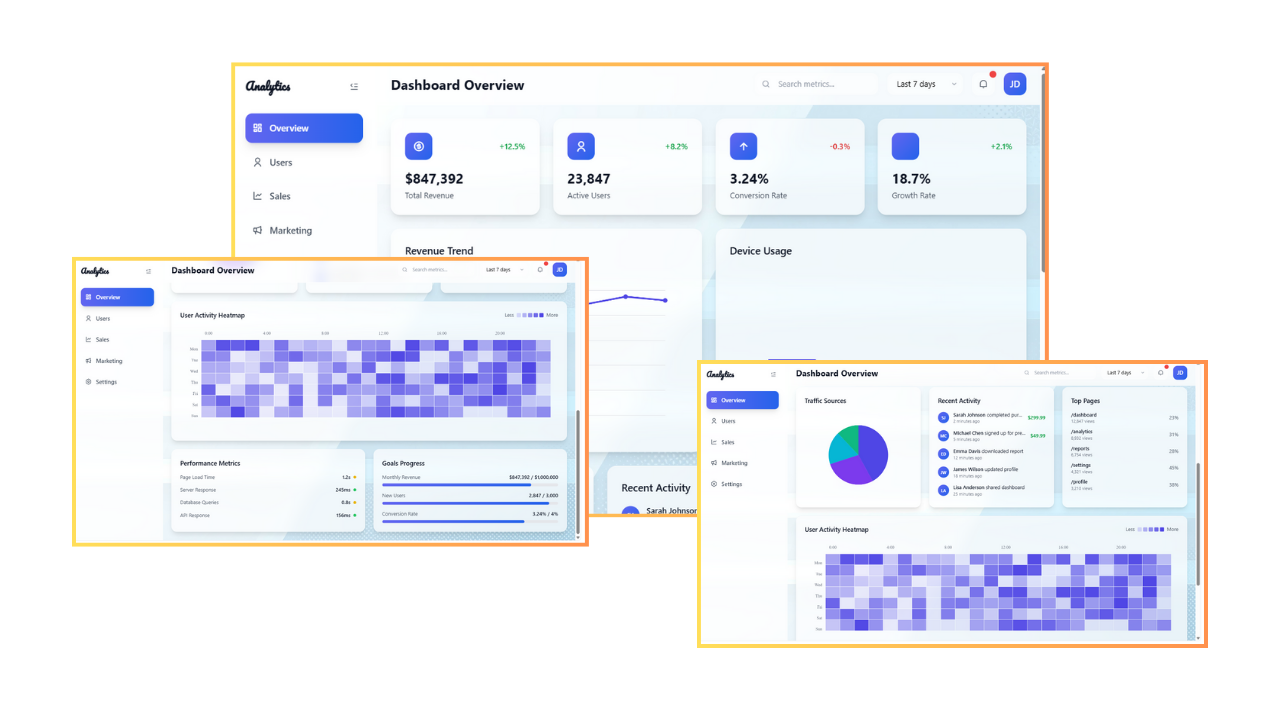 Analytics
Dashboard Overview
Search metrics...
Last 7 days
JD
Overview
Users
Sales
Marketing
+12.5%
$847,392
Total Revenue
+8.2%
23,847
Active Users
-0.3%
3.24%
Conversion Rate
+2.1%
18.7%
Growth Rate
Revenue Trend
Device Usage
Recent Activity
Sarah Johnson
Analytics
Dashboard Overview
Search metrics...
Last 7 days
JD
Overview
Users
Sales
Marketing
Settings
User Activity Heatmap
Less
More
0:00 4:00 8:00 12:00 16:00 20:00
Mon
Tue
Wed
Thu
Fri
Sat
Sun
Performance Metrics
Page Load Time 1.2s
Server Response 245ms
Database Queries 0.8s
API Response 156ms
Goals Progress
Monthly Revenue $847,392 / $1,000,000
New Users 2,847 / 3,000
Conversion Rate 3.24% / 4%
Analytics
Dashboard Overview
Search metrics...
Last 7 days
JD
Overview
Users
Sales
Marketing
Settings
Traffic Sources
Recent Activity
SJ
Sarah Johnson completed pur... $299.99
2 minutes ago
MC
Michael Chen signed up for pre... $49.99
5 minutes ago
ED
Emma Davis downloaded report
12 minutes ago
JW
James Wilson updated profile
18 minutes ago
LA
Lisa Anderson shared dashboard
25 minutes ago
Top Pages
/dashboard 23%
12,847 views
/analytics 31%
8,932 views
/reports 28%
6,754 views
/settings 45%
4,321 views
/profile 38%
3,210 views
User Activity Heatmap
Less
More
0:00 4:00 8:00 12:00 16:00 20:00
Mon
Tue
Wed
Thu
Fri
Sat
Sun